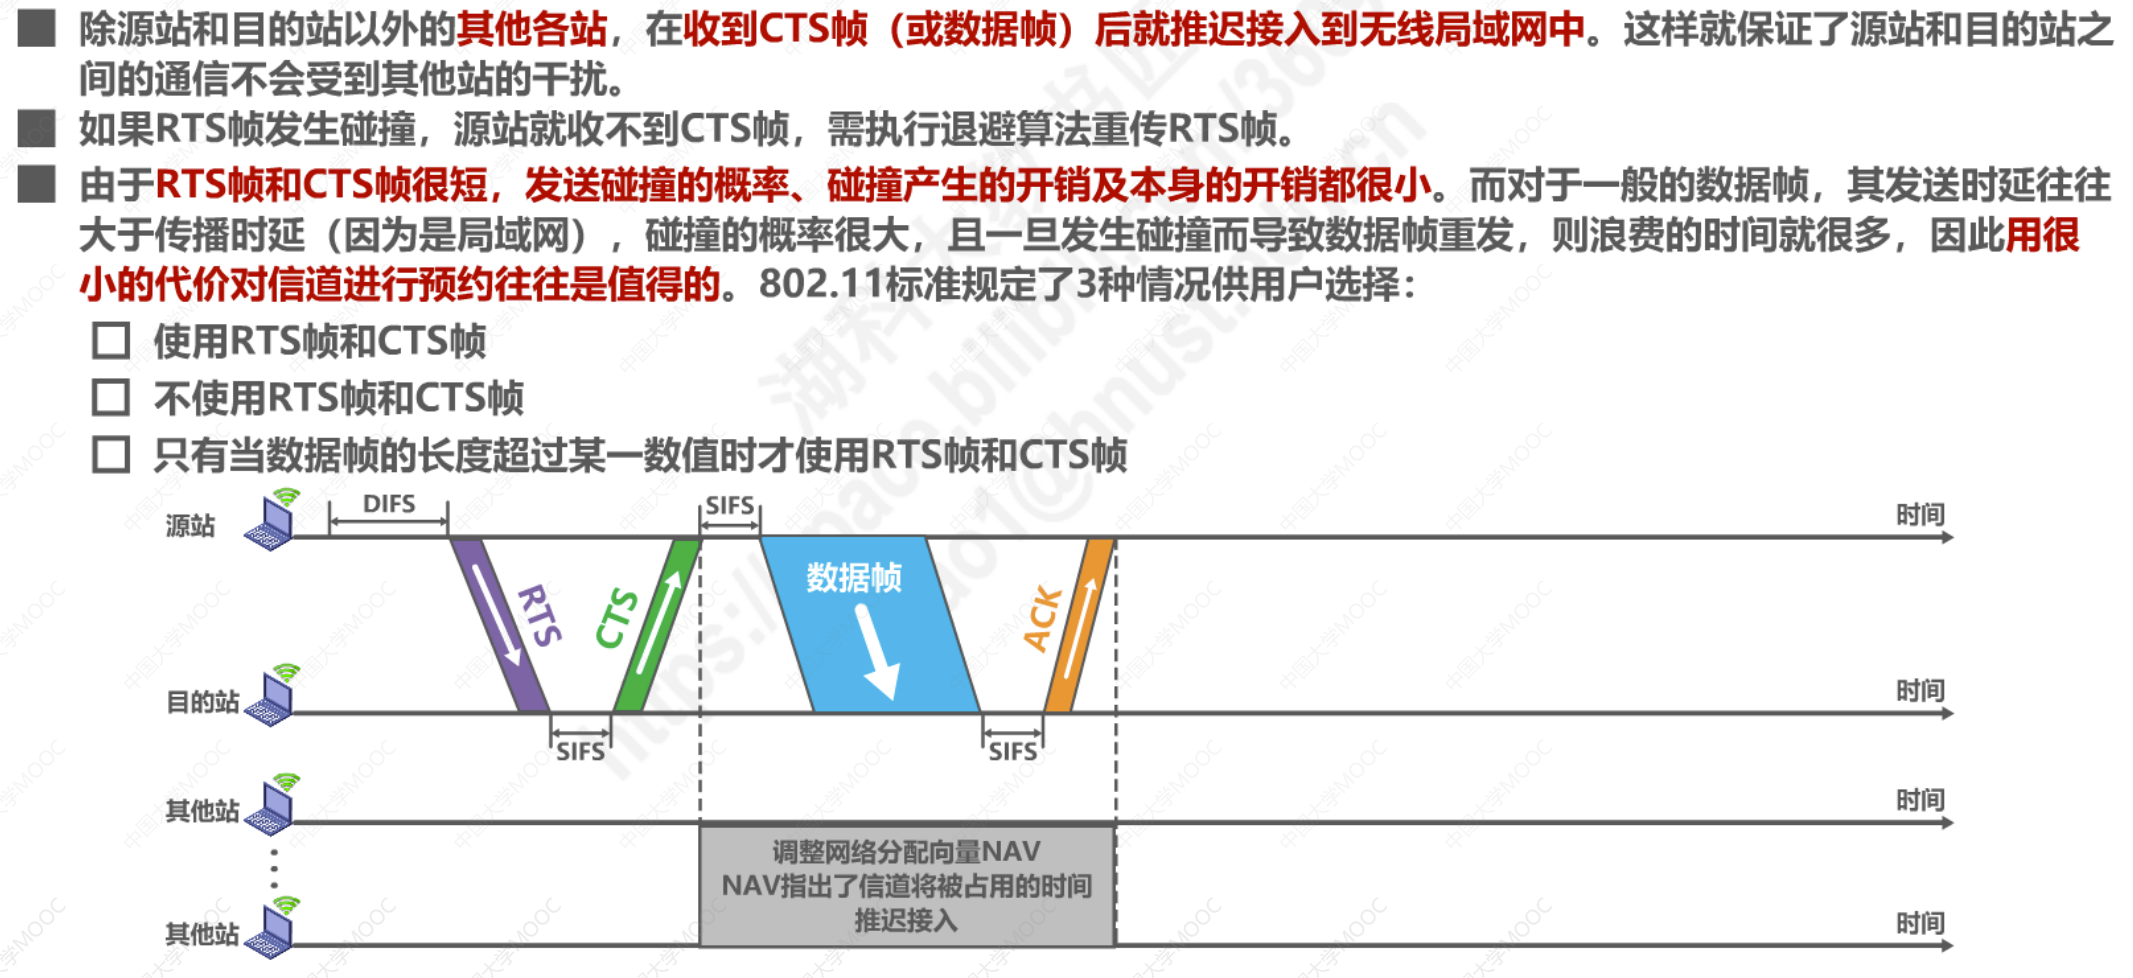 除源站和目的站以外的其他各站，在收到CTS帧（或数据帧）后就推迟接入到无线局域网中。这样就保证了源站和目的站之
间的通信不会受到其他站的干扰。
如果RTS帧发生碰撞，源站就收不到CTS帧，需执行退避算法重传RTS帧。
由于RTS帧和CTS帧很短，发送碰撞的概率、碰撞产生的开销及本身的开销都很小。而对于一般的数据帧，其发送时延往往
大于传播时延（因为是局域网），碰撞的概率很大，且一旦发生碰撞而导致数据帧重发，则浪费的时间就很多，因此用很
小的代价对信道进行预约往往是值得的。802.11标准规定了3种情况供用户选择：
使用RTS帧和CTS帧
不使用RTS帧和CTS帧
只有当数据帧的长度超过某一数值时才使用RTS帧和CTS帧
DIFS
SIFS
源站
时间
数据帧
RTS
CTS
ACK
目的站
时间
SIFS
SIFS
其他站
时间
调整网络分配向量NAV
NAV指出了信道将被占用的时间
推迟接入
其他站
时间
中国大学MOOC